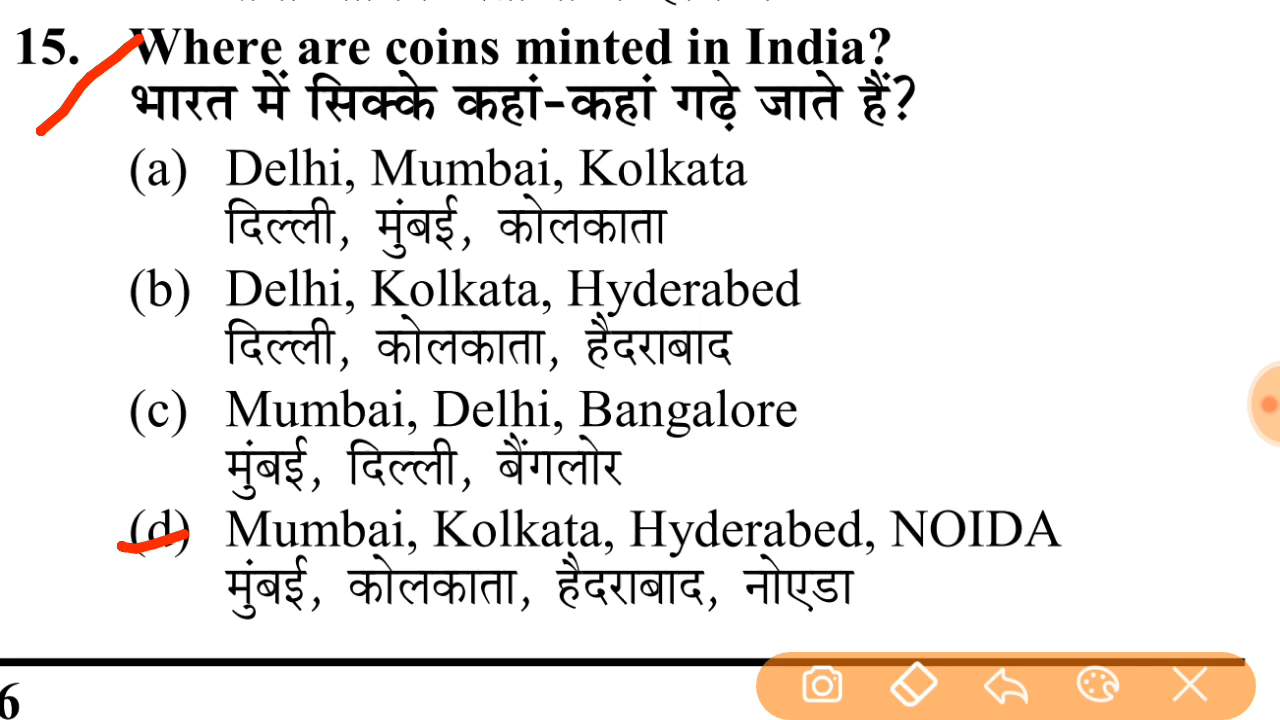 15. Where are coins minted in India?
भारत में सिक्के कहां-कहां गढ़े जाते हैं?
(a) Delhi, Mumbai, Kolkata
दिल्ली, मुंबई, कोलकाता
(b) Delhi, Kolkata, Hyderabed
दिल्ली, कोलकाता, हैदराबाद
(c) Mumbai, Delhi, Bangalore
मुंबई, दिल्ली, बैंगलोर
(d) Mumbai, Kolkata, Hyderabed, NOIDA
मुंबई, कोलकाता, हैदराबाद, नोएडा
6